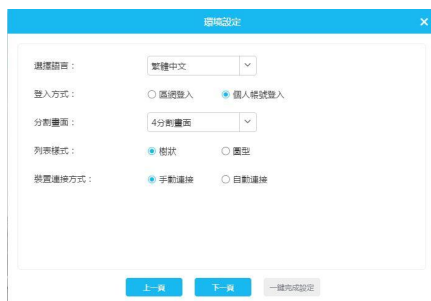 環境設定
選擇語言：
繁體中文
登入方式：
區網登入
個人帳號登入
分割畫面：
4分割畫面
列表樣式：
樹狀
圖型
裝置連接方式：
手動連接
自動連接
上一頁
下一頁
一鍵完成設定